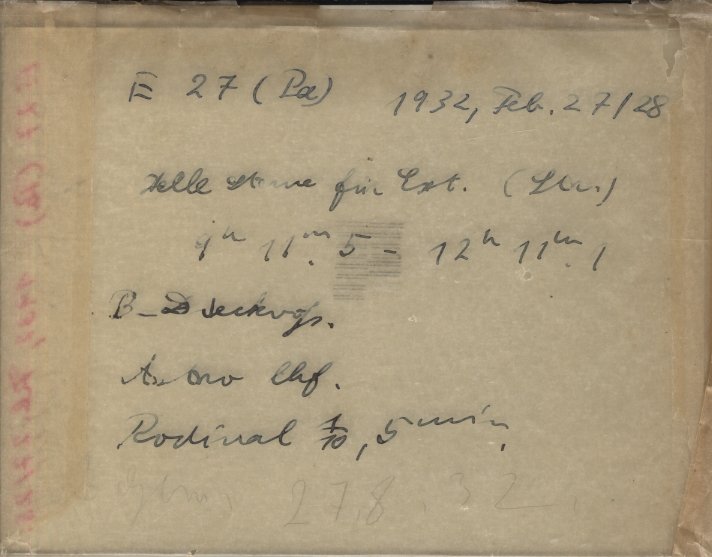 E 27 (Pa) 1932, Feb. 27/28
Helle Sterne für Ext. (Str.)
9h 11m.5 - 12h 11m.1
B-D
Astro
Rodinal 1/10, 5 min.
27.8.32.